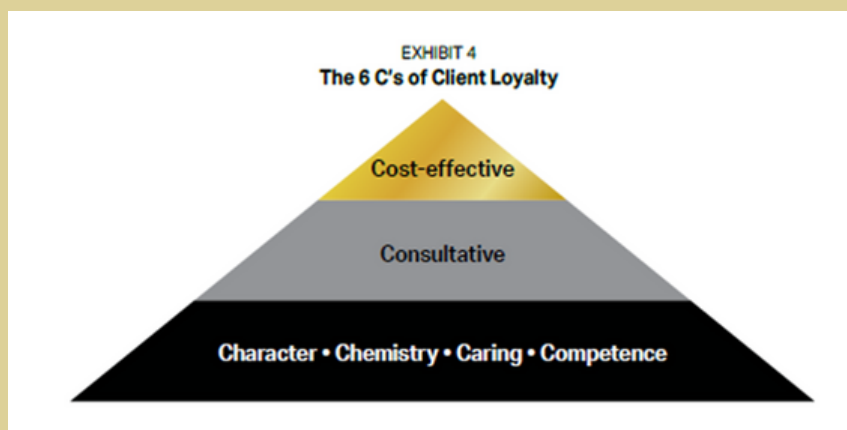 EXHIBIT 4
The 6 C's of Client Loyalty
Cost-effective
Consultative
Character • Chemistry • Caring • Competence